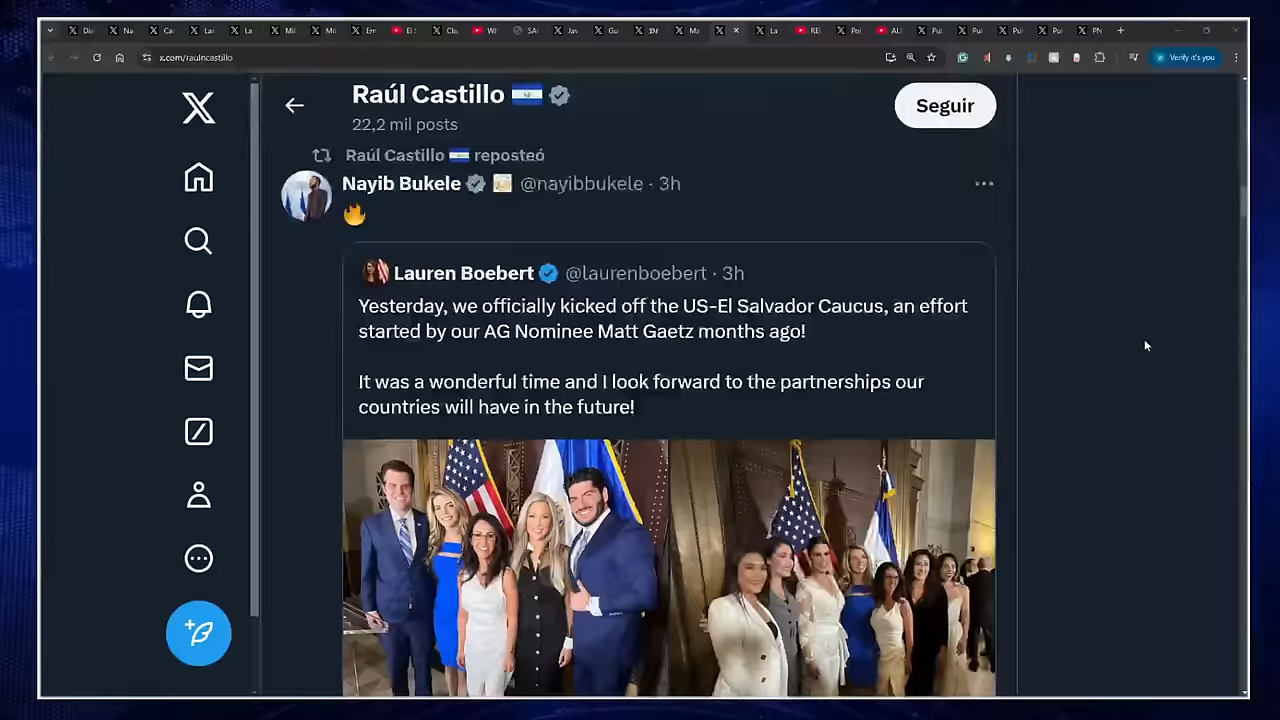 x.com/raulncastillo
Verify it's you
Raúl Castillo
22,2 mil posts
Seguir
Raúl Castillo reposteó
Nayib Bukele @nayibbukele · 3h
Lauren Boebert @laurenboebert · 3h
Yesterday, we officially kicked off the US-El Salvador Caucus, an effort
started by our AG Nominee Matt Gaetz months ago!
It was a wonderful time and I look forward to the partnerships our
countries will have in the future!